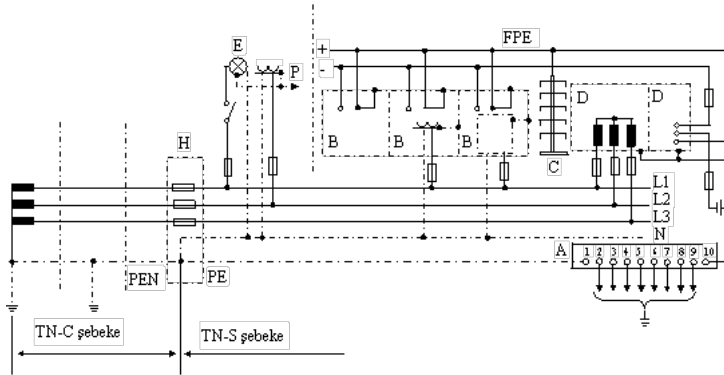 E
P
+
FPE
-
D
D
B
B
B
C
H
L1
L2
L3
N
A
1 2 3 4 5 6 7 8 9 10
PEN
PE
TN-C şebeke
TN-S şebeke